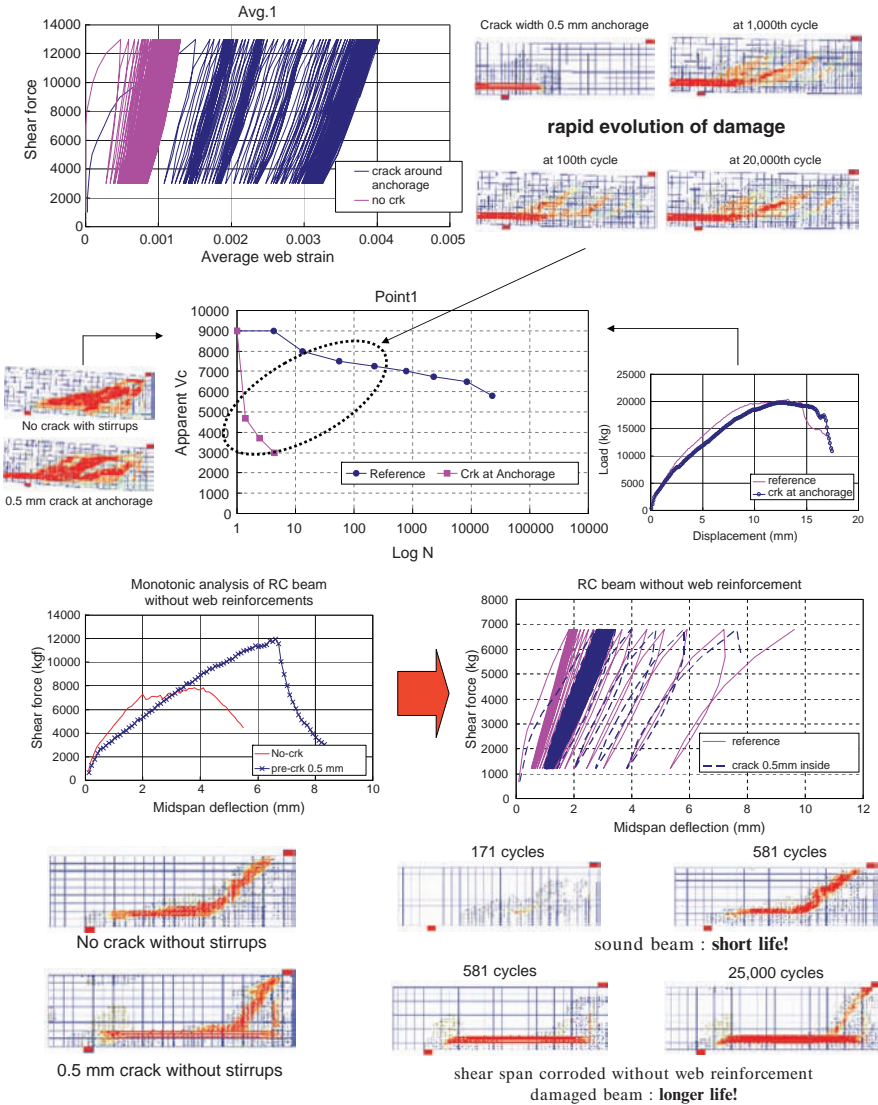 Avg.1
14000
12000
10000
8000
6000
4000
2000
0
Shear force
crack around
anchorage
no crk
0
0.001
0.002
0.003
0.004
0.005
Average web strain
Crack width 0.5 mm anchorage
at 1,000th cycle
rapid evolution of damage
at 100th cycle
at 20,000th cycle
Point1
10000
9000
8000
7000
6000
5000
4000
3000
2000
1000
0
Apparent Vc
Reference
Crk at Anchorage
1
10
100
1000
10000
100000
10000
Log N
No crack with stirrups
0.5 mm crack at anchorage
25000
20000
15000
10000
5000
0
Load (kg)
reference
crk at anchorage
0
5
10
15
20
Displacement (mm)
Monotonic analysis of RC beam
without web reinforcements
14000
12000
10000
8000
6000
4000
2000
0
Shear force (kgf)
No-crk
pre-crk 0.5 mm
0
2
4
6
8
10
Midspan deflection (mm)
RC beam without web reinforcement
8000
7000
6000
5000
4000
3000
2000
1000
0
Shear force (kg)
reference
crack 0.5mm inside
0
2
4
6
8
10
12
Midspan deflection (mm)
No crack without stirrups
0.5 mm crack without stirrups
171 cycles
581 cycles
sound beam : short life!
581 cycles
25,000 cycles
shear span corroded without web reinforcement
damaged beam : longer life!